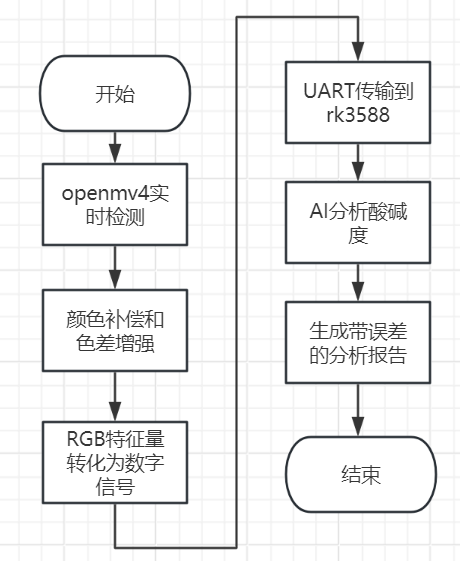 开始
openmv4实
时检测
颜色补偿和
色差增强
RGB特征量
转化为数字
信号
UART传输到
rk3588
AI分析酸碱
度
生成带误差
的分析报告
结束